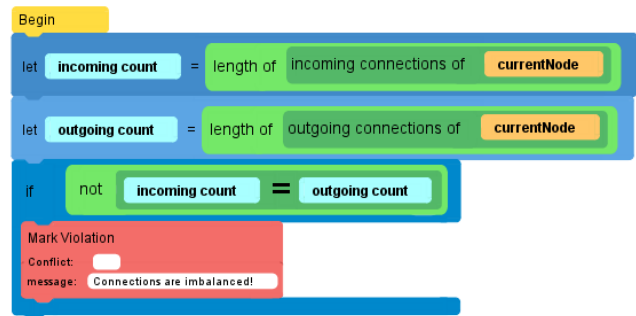 Begin
let incoming count = length of incoming connections of currentNode
let outgoing count = length of outgoing connections of currentNode
if not incoming count = outgoing count
Mark Violation
Conflict:
message: Connections are imbalanced!